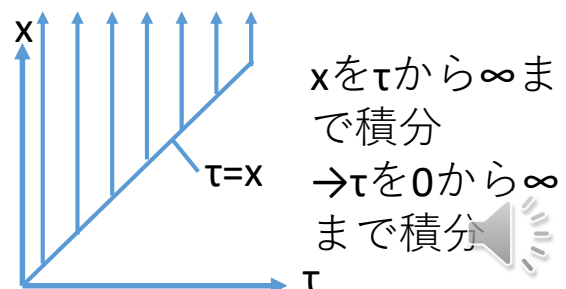 x
τ=x
τ
xをτから∞ま
で積分
→τを0から∞
まで積分